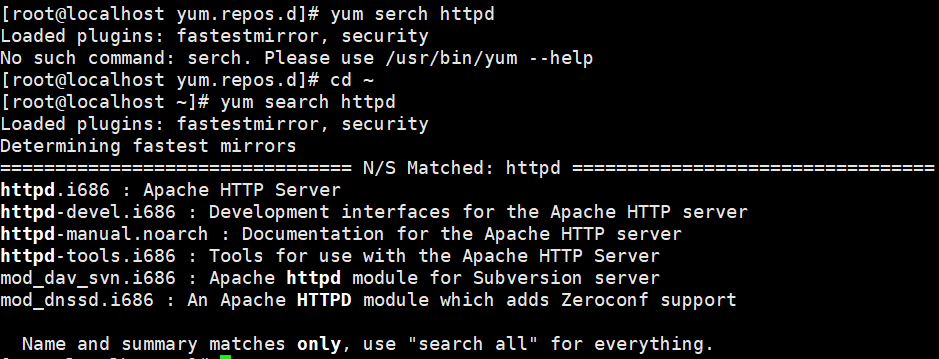 [root@localhost yum.repos.d]# yum serch httpd
Loaded plugins: fastestmirror, security
No such command: serch. Please use /usr/bin/yum --help
[root@localhost yum.repos.d]# cd ~
[root@localhost ~]# yum search httpd
Loaded plugins: fastestmirror, security
Determining fastest mirrors
================================ N/S Matched: httpd =================================
httpd.i686 : Apache HTTP Server
httpd-devel.i686 : Development interfaces for the Apache HTTP server
httpd-manual.noarch : Documentation for the Apache HTTP server
httpd-tools.i686 : Tools for use with the Apache HTTP Server
mod_dav_svn.i686 : Apache httpd module for Subversion server
mod_dnssd.i686 : An Apache HTTPD module which adds Zeroconf support
Name and summary matches only, use "search all" for everything.